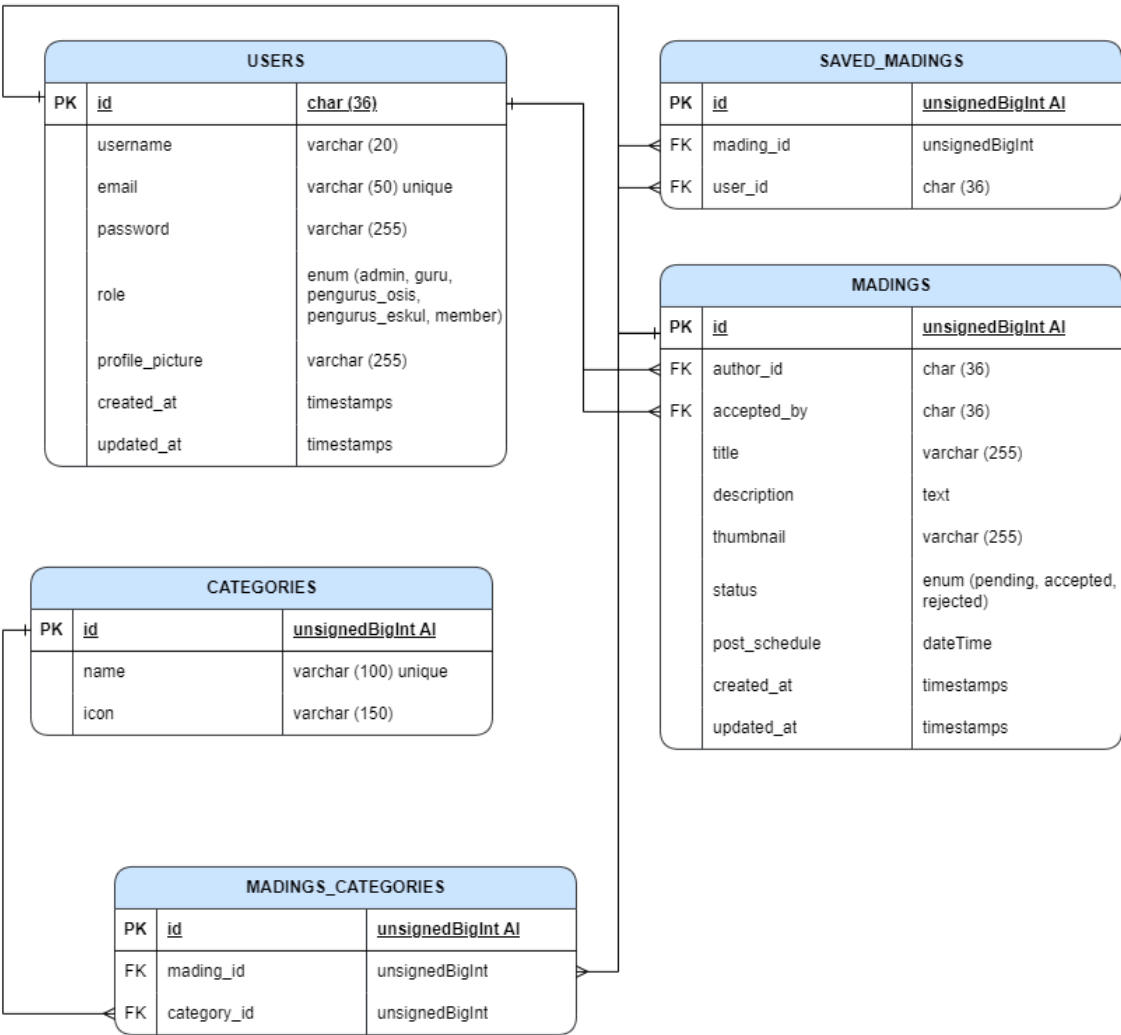 USERS
PK id char (36)
username varchar (20)
email varchar (50) unique
password varchar (255)
role enum (admin, guru,
pengurus_osis,
pengurus_eskul, member)
profile_picture varchar (255)
created_at timestamps
updated_at timestamps
SAVED_MADINGS
PK id unsignedBigInt AI
FK mading_id unsignedBigInt
FK user_id char (36)
MADINGS
PK id unsignedBigInt AI
FK author_id char (36)
FK accepted_by char (36)
title varchar (255)
description text
thumbnail varchar (255)
status enum (pending, accepted,
rejected)
post_schedule dateTime
created_at timestamps
updated_at timestamps
CATEGORIES
PK id unsignedBigInt AI
name varchar (100) unique
icon varchar (150)
MADINGS_CATEGORIES
PK id unsignedBigInt AI
FK mading_id unsignedBigInt
FK category_id unsignedBigInt